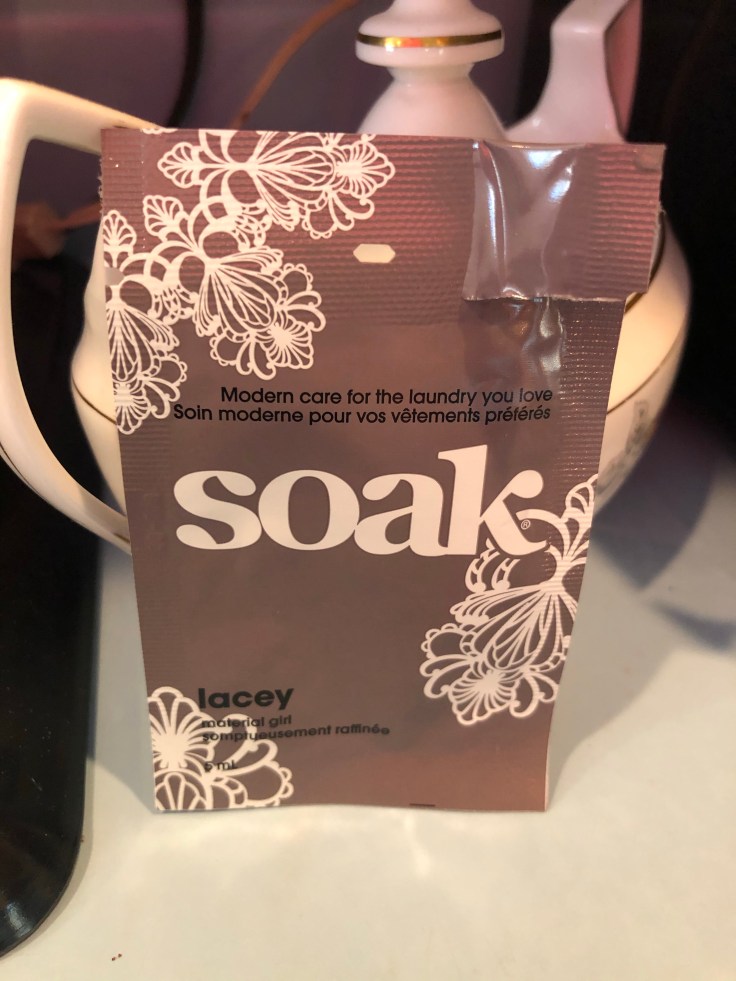 Modern care for the laundry you love
Soin moderne pour vos vêtements préférés
soak®
lacey
material girl
somptueusement raffinée
5 mL